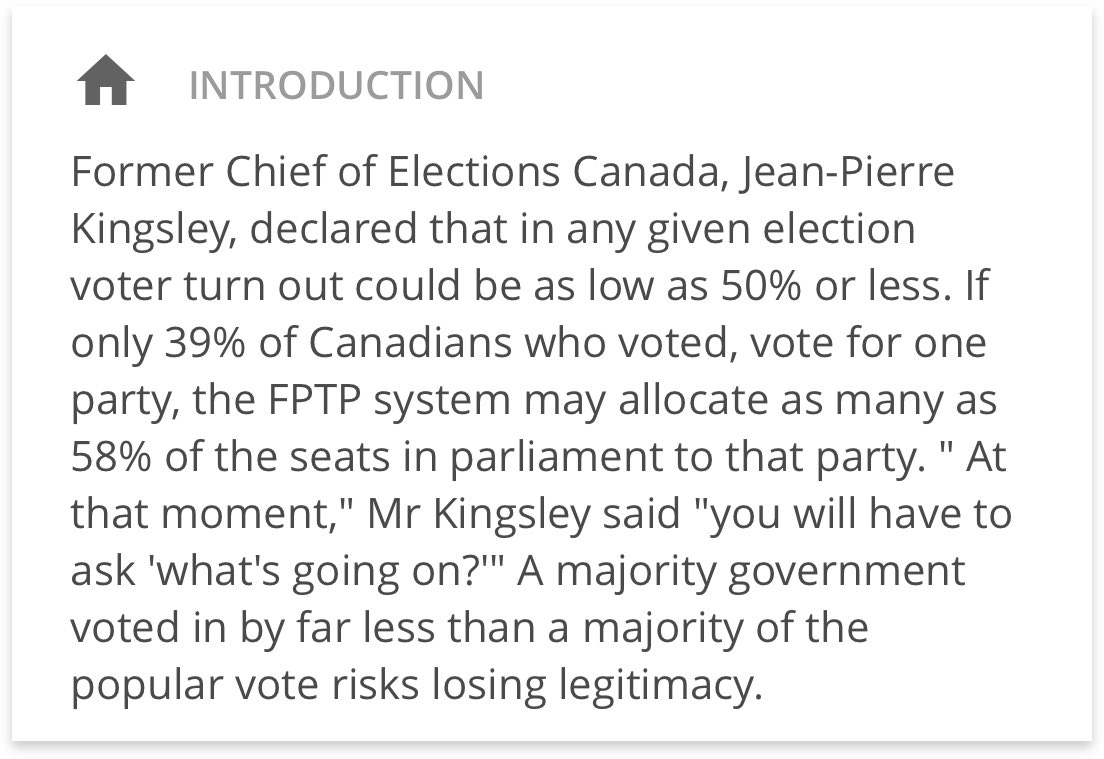 INTRODUCTION
Former Chief of Elections Canada, Jean-Pierre
Kingsley, declared that in any given election
voter turn out could be as low as 50% or less. If
only 39% of Canadians who voted, vote for one
party, the FPTP system may allocate as many as
58% of the seats in parliament to that party. " At
that moment," Mr Kingsley said "you will have to
ask 'what's going on?'" A majority government
voted in by far less than a majority of the
popular vote risks losing legitimacy.